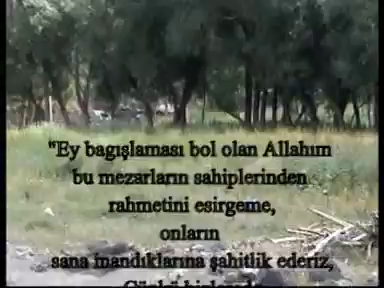 "Ey bagışlaması bol olan Allahım
bu mezarların sahiplerinden
rahmetini esirgeme,
onların
sana inandıklarına şahitlik ederiz,